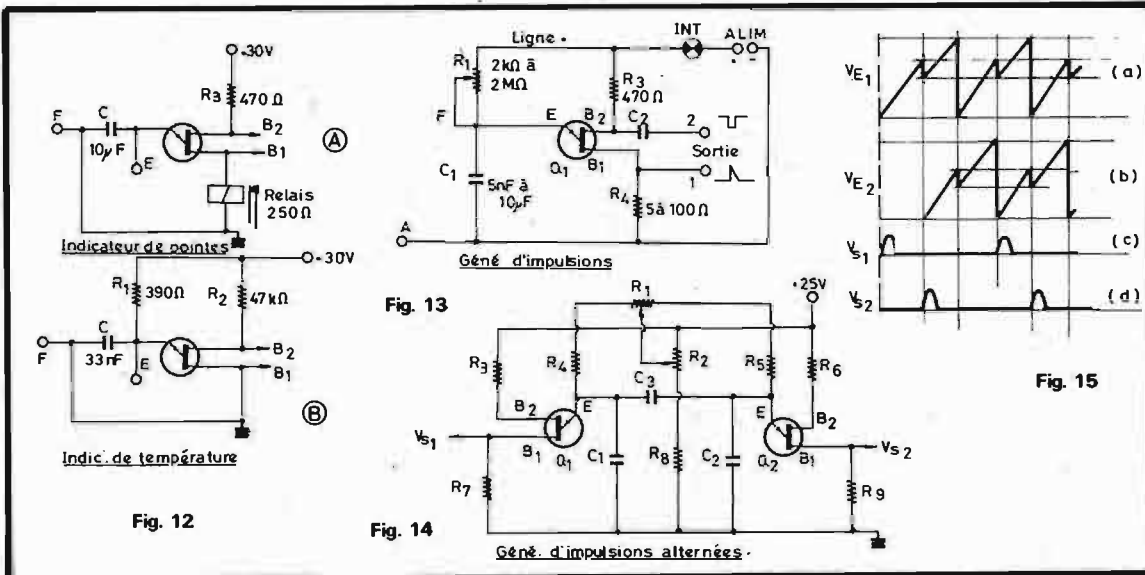 +30V
R3 470Ω
F
C
10µF
E
B2
B1
A
Relais
250Ω
Indicateur de pointes
+30V
R1 390Ω
R2 47kΩ
F
C
33nF
E
B2
B1
B
Indic. de température
Fig. 12
Ligne.
INT
ALIM
+ -
R1
2kΩ à
2MΩ
F
R3
470Ω
E
B2
C2
2
Sortie
Q1
B1
1
C1
5nF à
10µF
R4
5 à 100Ω
A
Géné d'impulsions
Fig. 13
R1
+25V
R3
R4
R2
R5
R6
C3
B2
E
E
B2
VS1
B1
Q1
C1
R8
C2
Q2
B1
VS2
R7
R9
Fig. 14
Géné. d'impulsions alternées.
VE1
(a)
VE2
(b)
VS1
(c)
VS2
(d)
Fig. 15